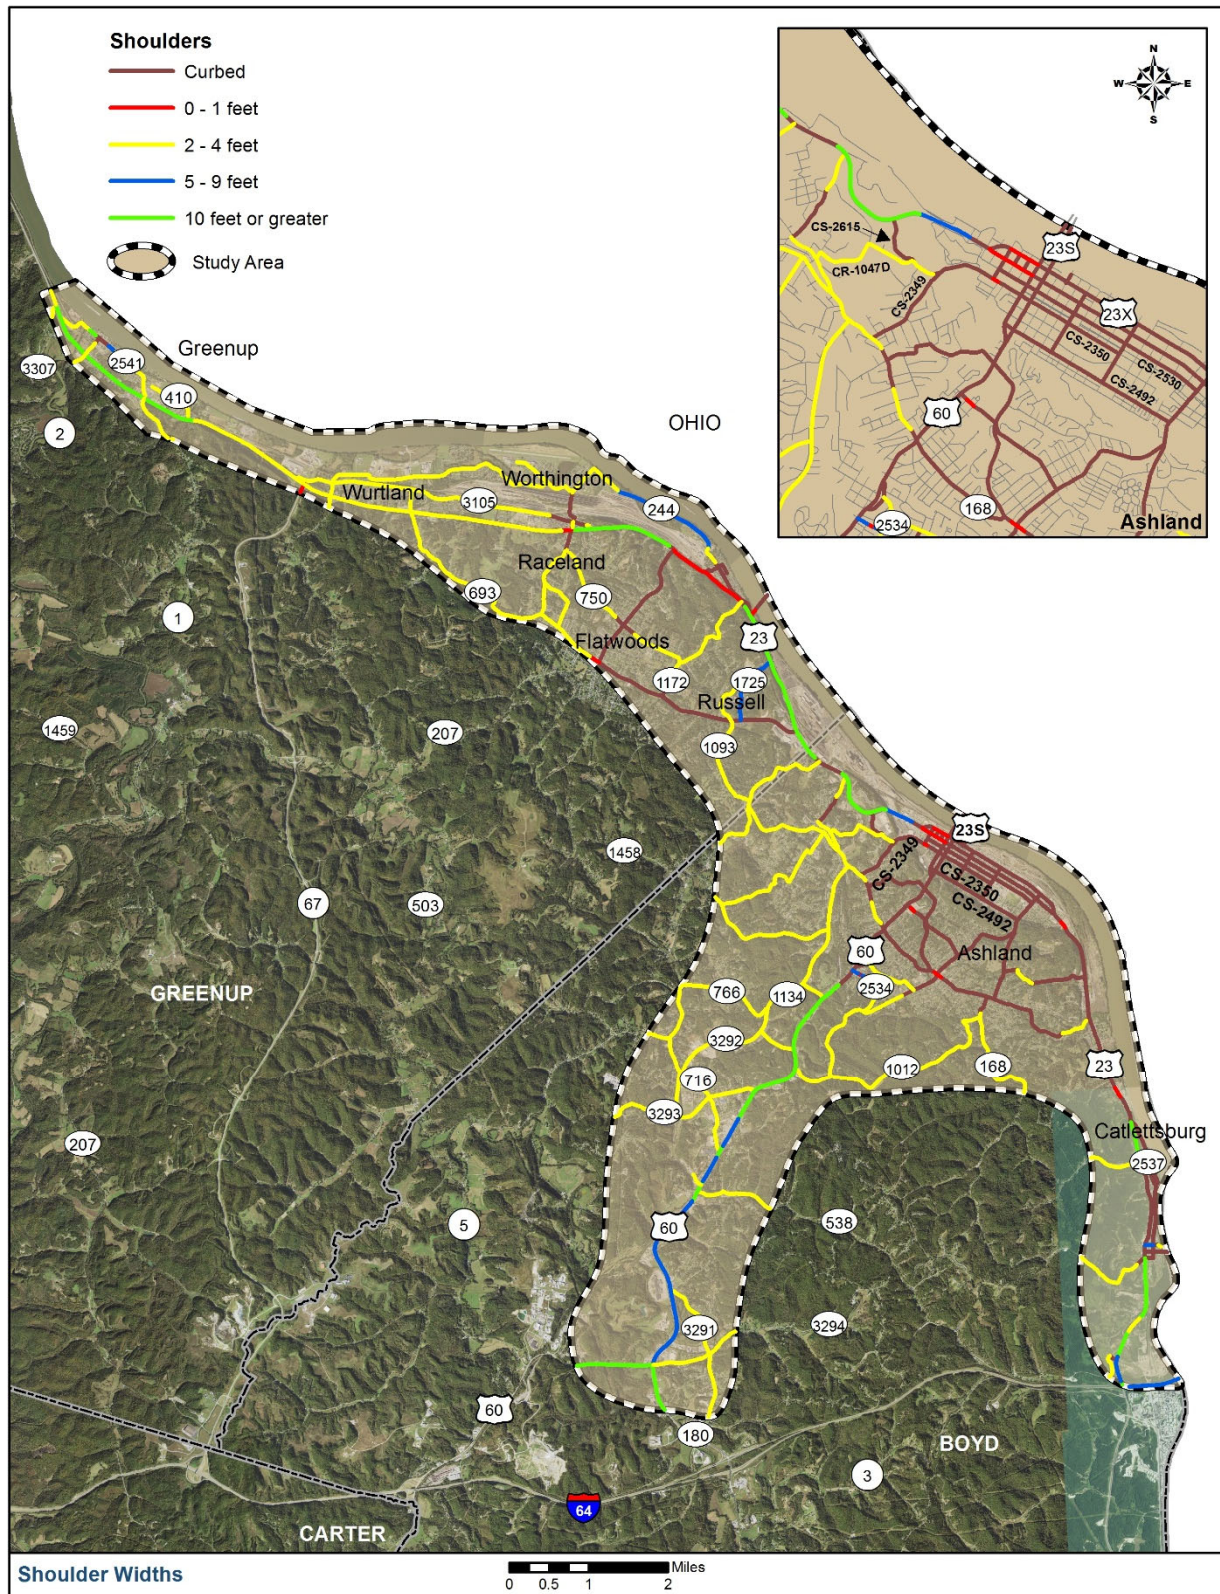 Shoulders
Curbed
0 - 1 feet
2 - 4 feet
5 - 9 feet
10 feet or greater
Study Area
N
W E
S
CS-2615
23S
CR-1047D
CS-2349
23X
CS-2350
CS-2530
CS-2492
60
168
2534
Ashland
Greenup
3307
2541
410
2
OHIO
Worthington
Wurtland
3105
244
Raceland
693
750
1
Flatwoods
23
1172
1725
Russell
1459
207
1093
23S
1458
CS-2349
CS-2350
CS-2492
67
503
60
Ashland
GREENUP
766
1134
2534
3292
716
1012
168
23
3293
207
Catlettsburg
2537
5
60
538
3291
3294
60
180
BOYD
3
64
CARTER
Shoulder Widths
Miles
0 0.5 1 2